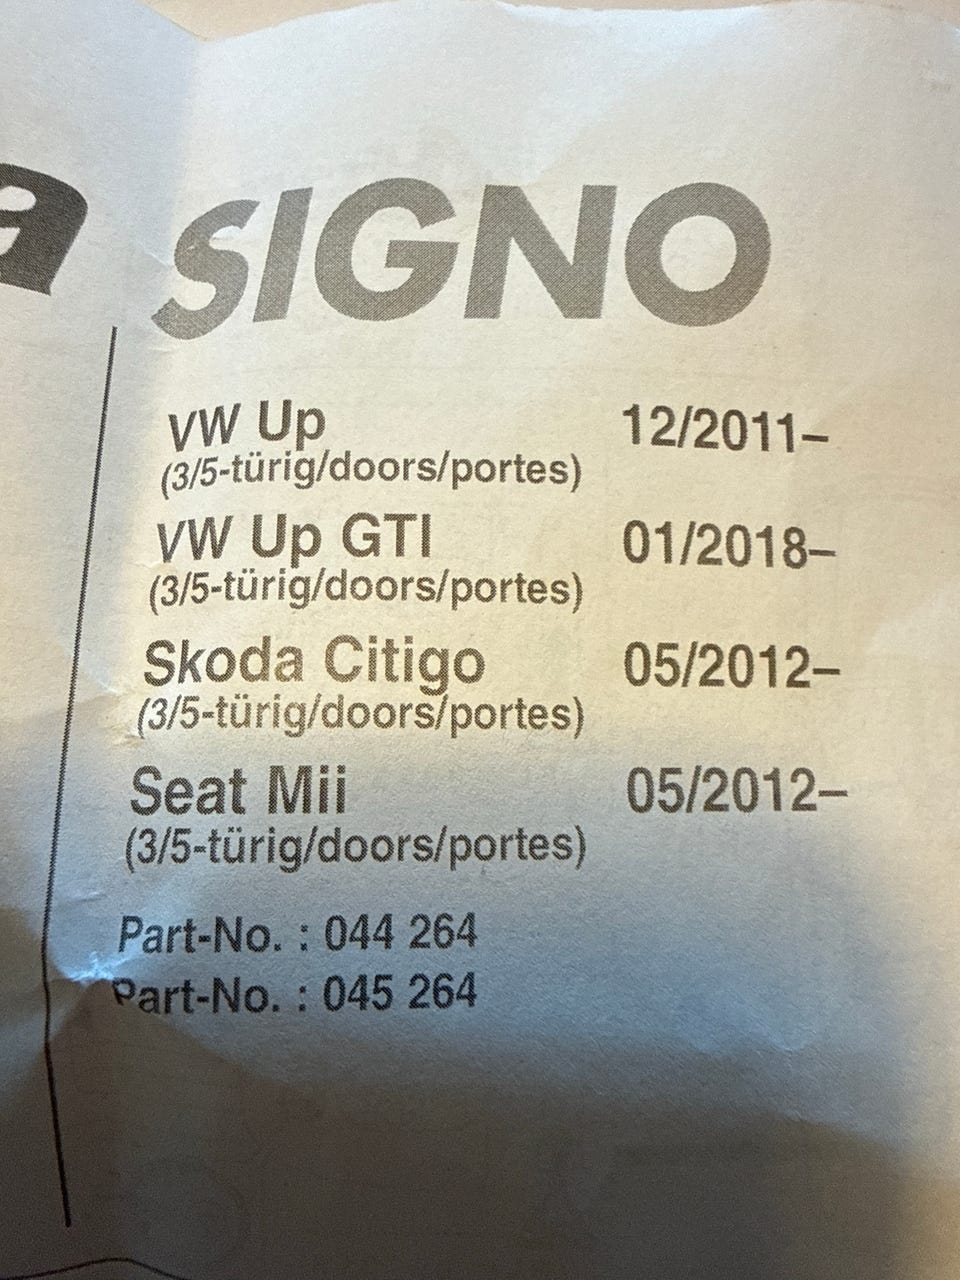 a SIGNO
VW Up 12/2011–
(3/5-türig/doors/portes)
VW Up GTI 01/2018–
(3/5-türig/doors/portes)
Skoda Citigo 05/2012–
(3/5-türig/doors/portes)
Seat Mii 05/2012–
(3/5-türig/doors/portes)
Part-No. : 044 264
Part-No. : 045 264